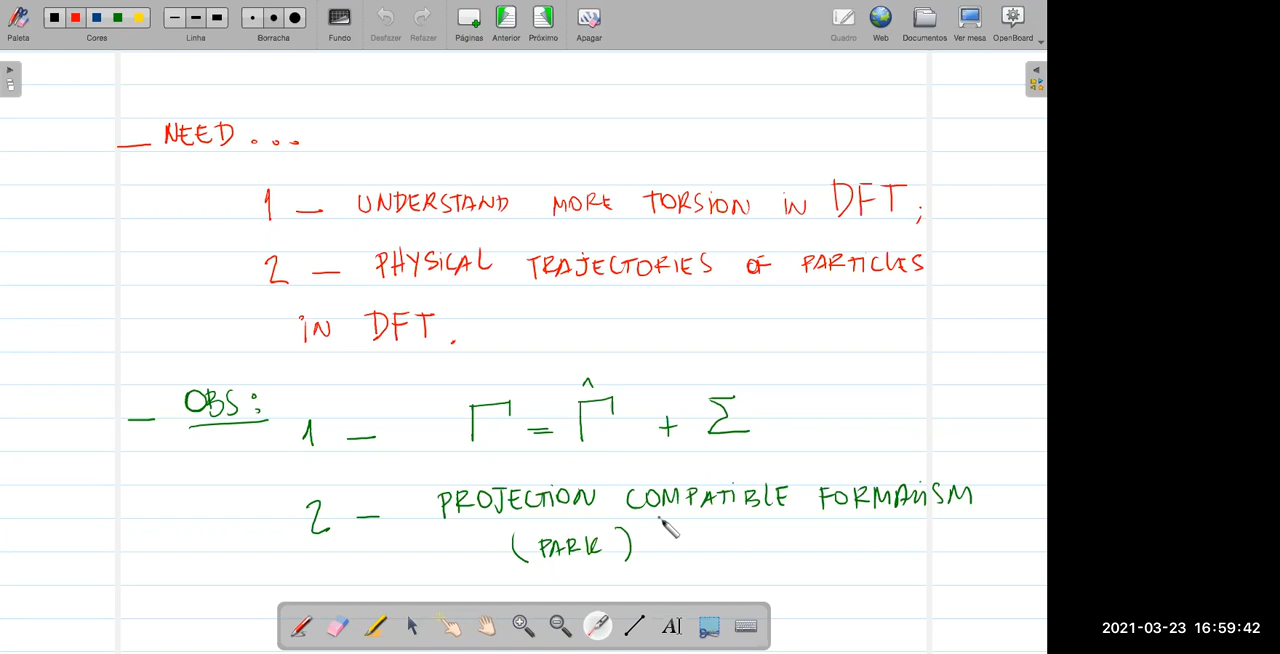 Paleta Cores Linha Borracha Fundo Desfazer Refazer Páginas Anterior Próximo Apagar Quadro Web Documentos Ver mesa OpenBoard
_ NEED...
1 _ UNDERSTAND MORE TORSION IN DFT;
2 — PHYSICAL TRAJECTORIES OF PARTICLES
IN DFT.
— OBS:
1 — Γ = Γ̂ + Σ
2 — PROJECTION COMPATIBLE FORMALISM
(PARK)
AI
2021-03-23 16:59:42